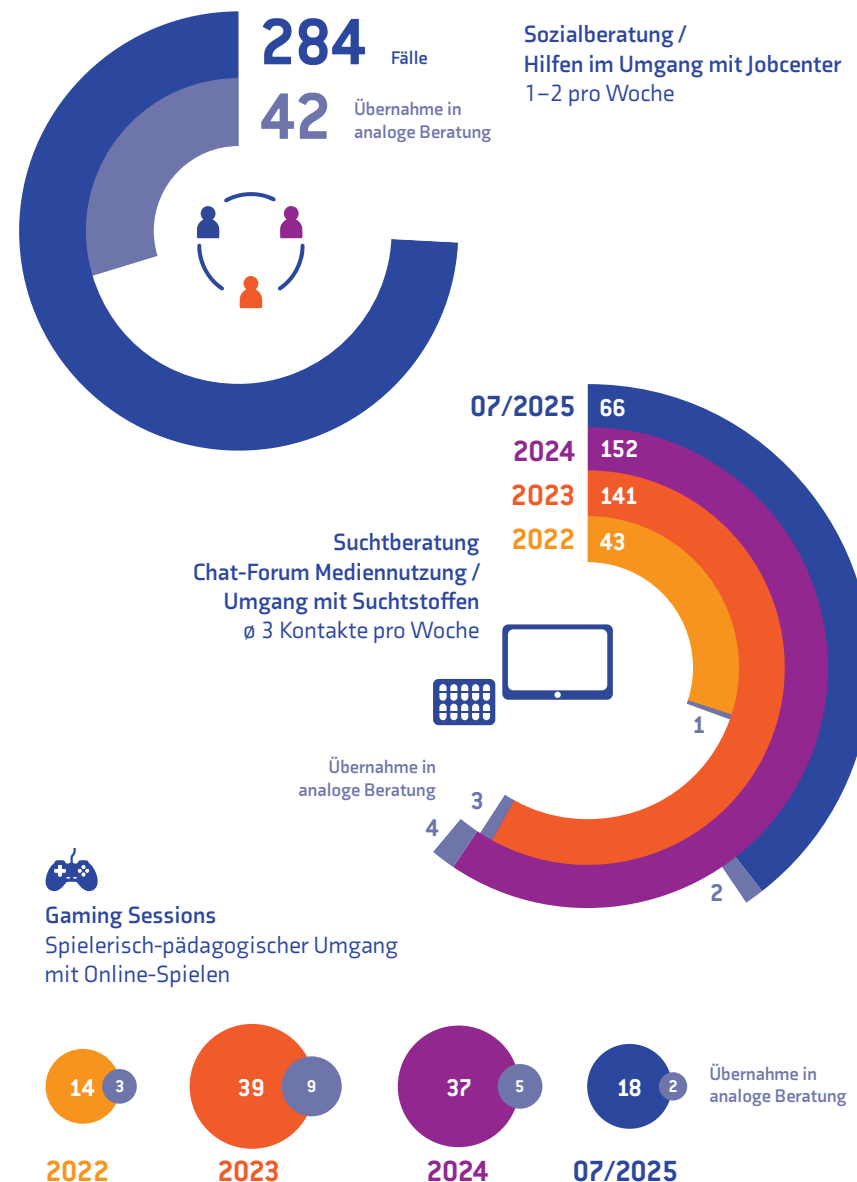 284 Fälle
42 Übernahme in
analoge Beratung
Sozialberatung /
Hilfen im Umgang mit Jobcenter
1–2 pro Woche
07/2025 66
2024 152
2023 141
2022 43
Suchtberatung
Chat-Forum Mediennutzung /
Umgang mit Suchtstoffen
ø 3 Kontakte pro Woche
1
Übernahme in
analoge Beratung
3
4
2
Gaming Sessions
Spielerisch-pädagogischer Umgang
mit Online-Spielen
14 3
39 9
37 5
18 2
Übernahme in
analoge Beratung
2022
2023
2024
07/2025